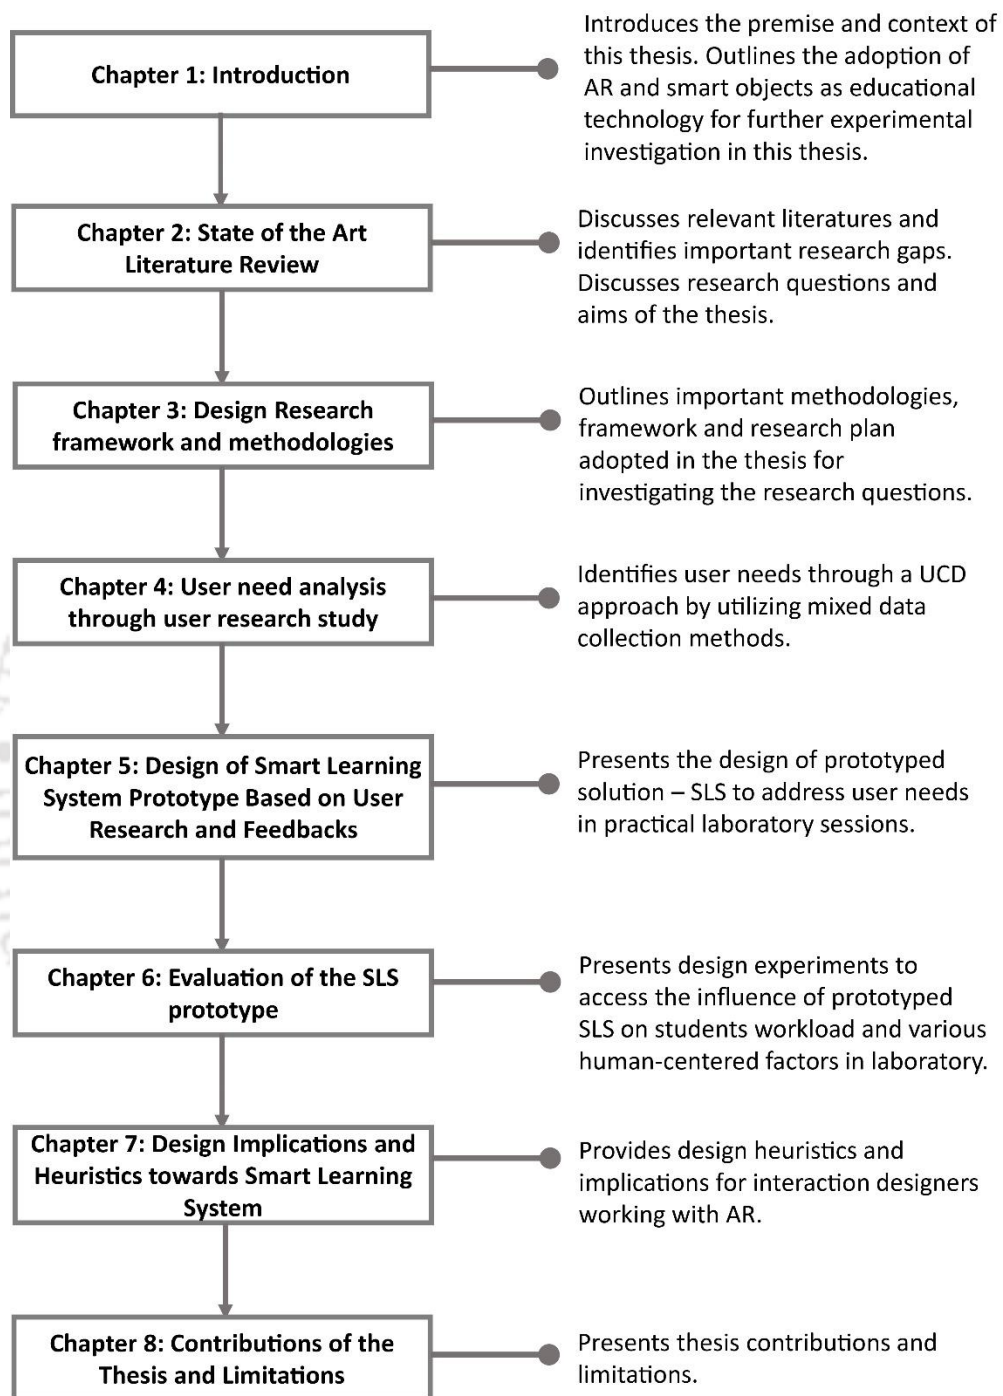 Chapter 1: Introduction
Introduces the premise and context of
this thesis. Outlines the adoption of
AR and smart objects as educational
technology for further experimental
investigation in this thesis.
Chapter 2: State of the Art
Literature Review
Discusses relevant literatures and
identifies important research gaps.
Discusses research questions and
aims of the thesis.
Chapter 3: Design Research
framework and methodologies
Outlines important methodologies,
framework and research plan
adopted in the thesis for
investigating the research questions.
Chapter 4: User need analysis
through user research study
Identifies user needs through a UCD
approach by utilizing mixed data
collection methods.
Chapter 5: Design of Smart Learning
System Prototype Based on User
Research and Feedbacks
Presents the design of prototyped
solution – SLS to address user needs
in practical laboratory sessions.
Chapter 6: Evaluation of the SLS
prototype
Presents design experiments to
access the influence of prototyped
SLS on students workload and various
human-centered factors in laboratory.
Chapter 7: Design Implications and
Heuristics towards Smart Learning
System
Provides design heuristics and
implications for interaction designers
working with AR.
Chapter 8: Contributions of the
Thesis and Limitations
Presents thesis contributions and
limitations.